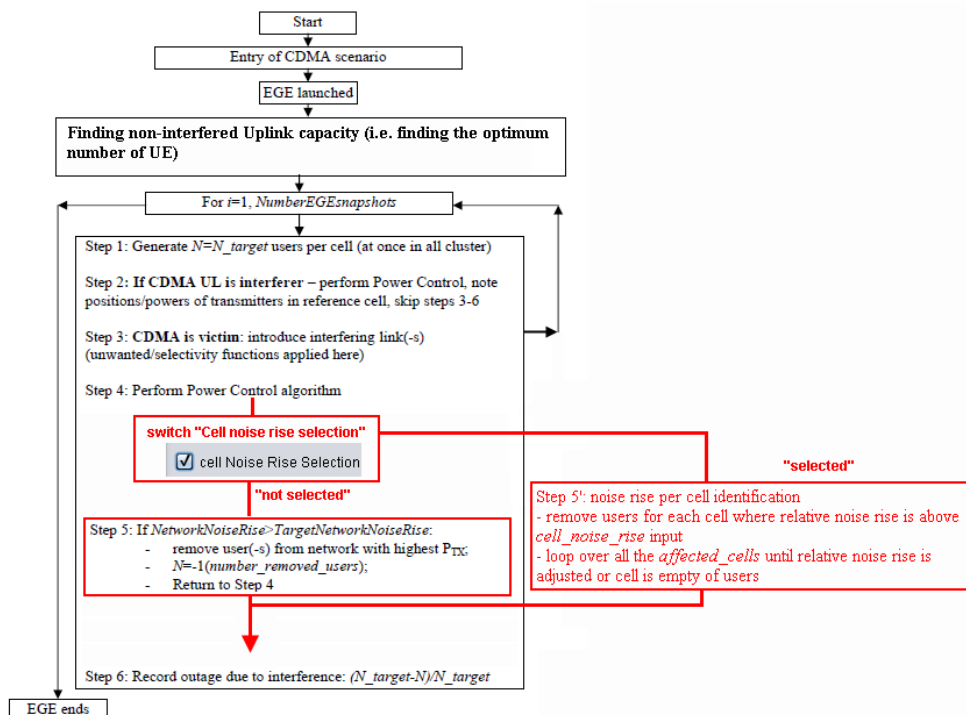 Start
Entry of CDMA scenario
EGE launched
Finding non-interfered Uplink capacity (i.e. finding the optimum
number of UE)
For i=1, NumberEGEsnapshots
Step 1: Generate N=N_target users per cell (at once in all cluster)
Step 2: If CDMA UL is interferer – perform Power Control, note
positions/powers of transmitters in reference cell, skip steps 3-6
Step 3: CDMA is victim: introduce interfering link(-s)
(unwanted/selectivity functions applied here)
Step 4: Perform Power Control algorithm
switch "Cell noise rise selection"
cell Noise Rise Selection
"selected"
"not selected"
Step 5': noise rise per cell identification
- remove users for each cell where relative noise rise is above
cell_noise_rise input
- loop over all the affected_cells until relative noise rise is
adjusted or cell is empty of users
Step 5: If NetworkNoiseRise>TargetNetworkNoiseRise:
- remove user(-s) from network with highest PTX;
- N=-1(number_removed_users);
- Return to Step 4
Step 6: Record outage due to interference: (N_target-N)/N_target
EGE ends